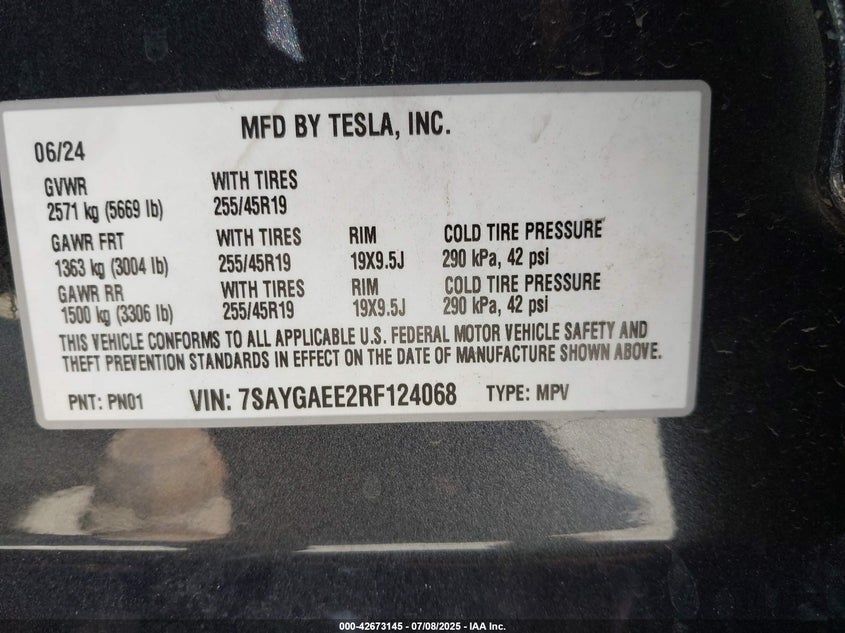 MFD BY TESLA, INC.
06/24
GVWR WITH TIRES
2571 kg (5669 lb) 255/45R19
GAWR FRT WITH TIRES RIM COLD TIRE PRESSURE
1363 kg (3004 lb) 255/45R19 19X9.5J 290 kPa, 42 psi
GAWR RR WITH TIRES RIM COLD TIRE PRESSURE
1500 kg (3306 lb) 255/45R19 19X9.5J 290 kPa, 42 psi
THIS VEHICLE CONFORMS TO ALL APPLICABLE U.S. FEDERAL MOTOR VEHICLE SAFETY AND
THEFT PREVENTION STANDARDS IN EFFECT ON THE DATE OF MANUFACTURE SHOWN ABOVE.
PNT: PN01 VIN: 7SAYGAEE2RF124068 TYPE: MPV
000-42673145 - 07/08/2025 - IAA Inc.